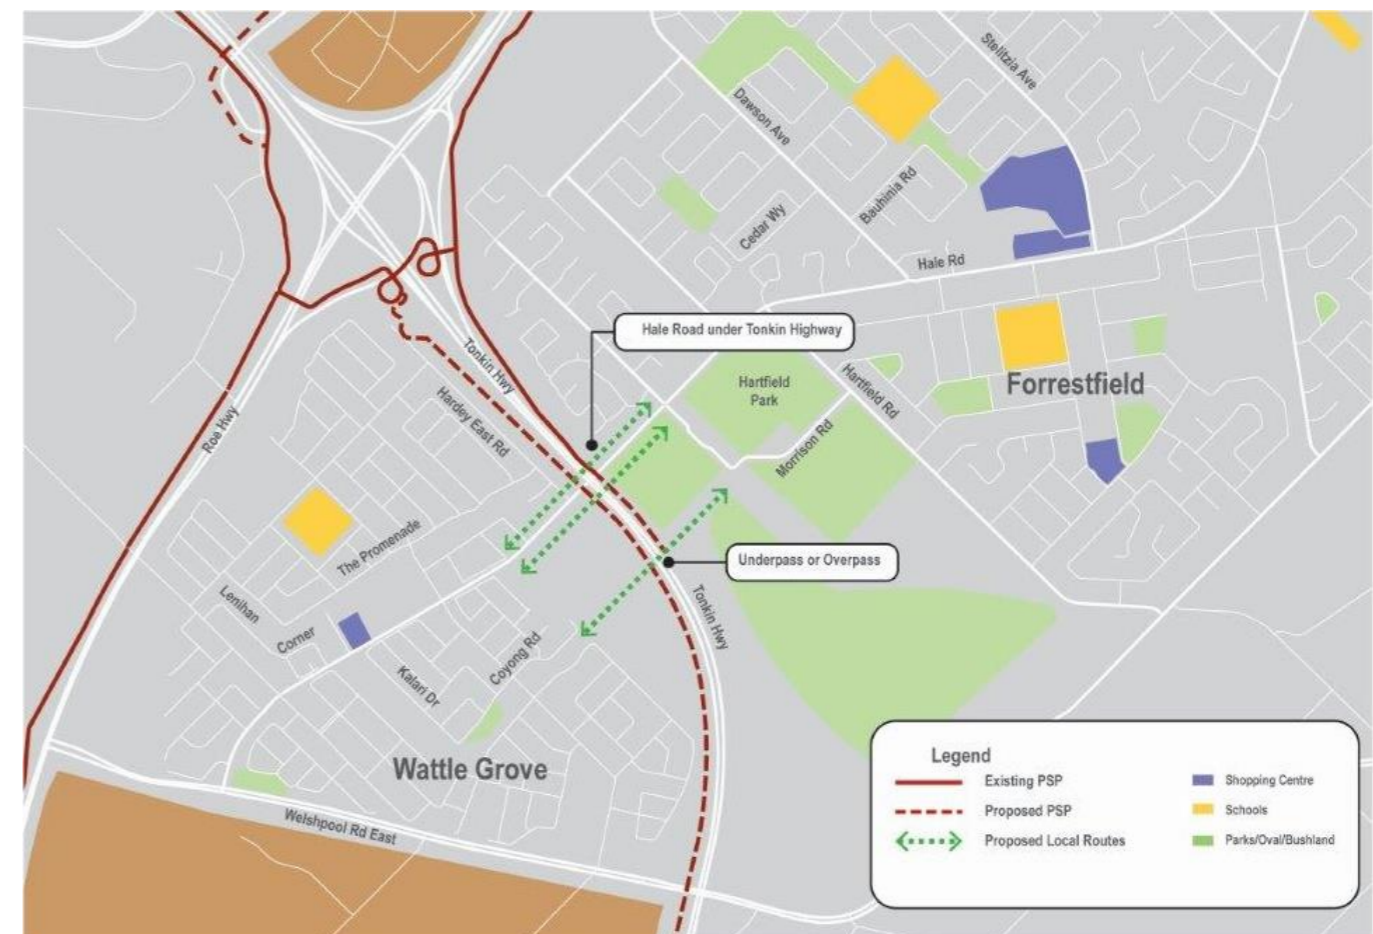 Stelitzia Ave
Dawson Ave
Bauhinia Rd
Cedar Wy
Hale Rd
Hale Road under Tonkin Highway
Tonkin Hwy
Hartfield
Park
Hartfield Rd
Forrestfield
Hardey East Rd
Roe Hwy
Morrison Rd
The Promenade
Underpass or Overpass
Lenihan
Corner
Tonkin Hwy
Coyong Rd
Kalari Dr
Wattle Grove
Welshpool Rd East
Legend
Existing PSP
Proposed PSP
Proposed Local Routes
Shopping Centre
Schools
Parks/Oval/Bushland